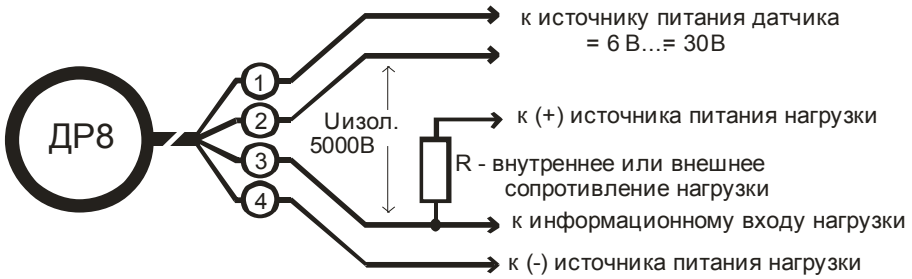 к источнику питания датчика
= 6 В...= 30В
1
ДР8
2
Uизол.
5000В
к (+) источника питания нагрузки
3
R - внутреннее или внешнее
сопротивление нагрузки
4
к информационному входу нагрузки
к (-) источника питания нагрузки